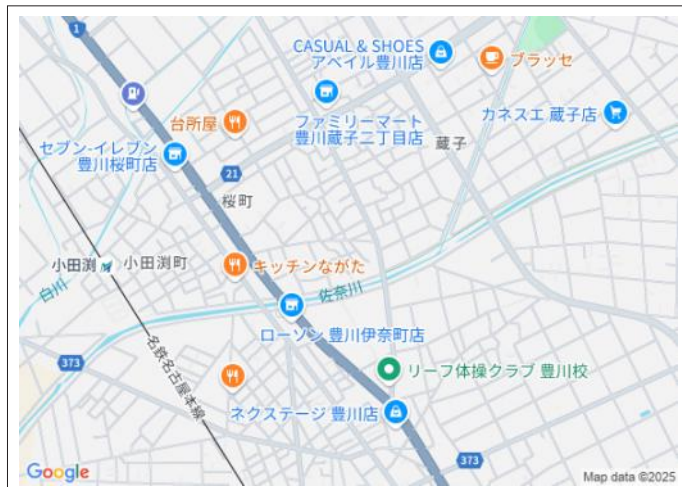 1
CASUAL & SHOES
アベイル豊川店
ブラッセ
台所屋
ファミリーマート
豊川蔵子二丁目店
カネスエ 蔵子店
セブン-イレブン
豊川桜町店
蔵子
21
桜町
小田渕
小田渕町
キッチンながた
白川
佐奈川
ローソン 豊川伊奈町店
373
名鉄名古屋本線
リーフ体操クラブ 豊川校
ネクステージ 豊川店
373
Google
Map data ©2025